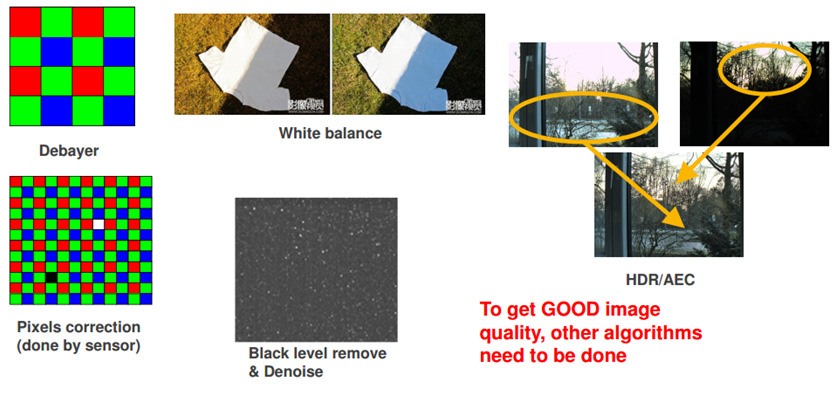 Debayer
White balance
HDR/AEC
Pixels correction
(done by sensor)
Black level remove
& Denoise
To get GOOD image
quality, other algorithms
need to be done